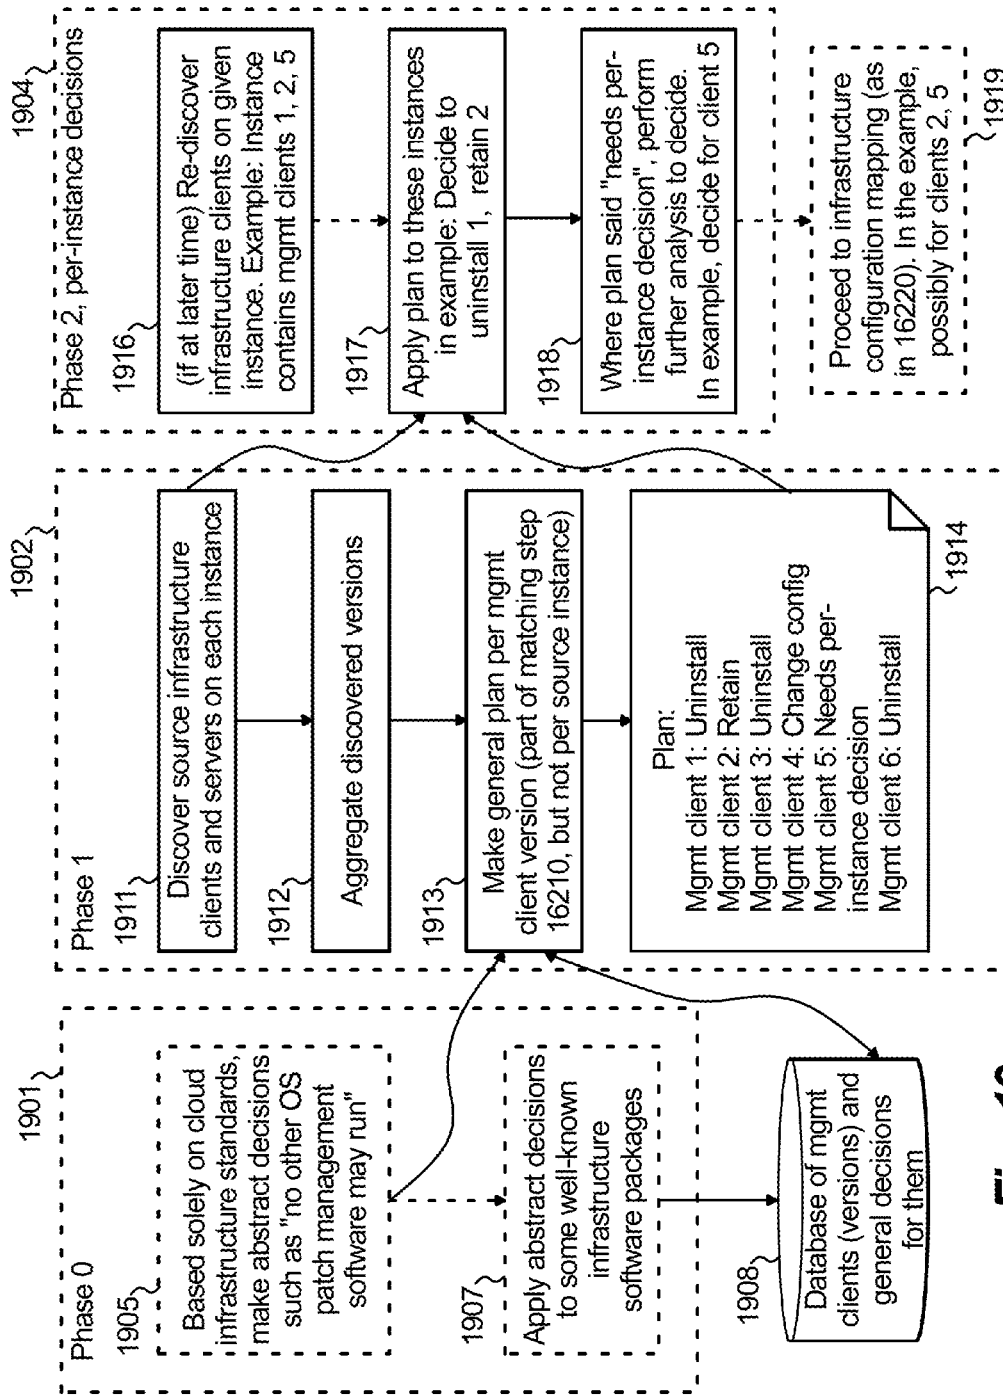 1901
Phase 0
1905
Based solely on cloud
infrastructure standards,
make abstract decisions
such as "no other OS
patch management
software may run"
1907
Apply abstract decisions
to some well-known
infrastructure
software packages
1908
Database of mgmt
clients (versions) and
general decisions
for them
1902
Phase 1
1911
Discover source infrastructure
clients and servers on each instance
1912
Aggregate discovered versions
1913
Make general plan per mgmt
client version (part of matching step
16210, but not per source instance)
Plan:
Mgmt client 1: Uninstall
Mgmt client 2: Retain
Mgmt client 3: Uninstall
Mgmt client 4: Change config
Mgmt client 5: Needs per-
instance decision
Mgmt client 6: Uninstall
1914
1904
Phase 2, per-instance decisions
1916
(if at later time) Re-discover
infrastructure clients on given
instance. Example: Instance
contains mgmt clients 1, 2, 5
1917
Apply plan to these instances
in example: Decide to
uninstall 1, retain 2
1918
Where plan said "needs per-
instance decision", perform
further analysis to decide.
In example, decide for client 5
Proceed to infrastructure
configuration mapping (as
in 16220). In the example,
possibly for clients 2, 5
1919